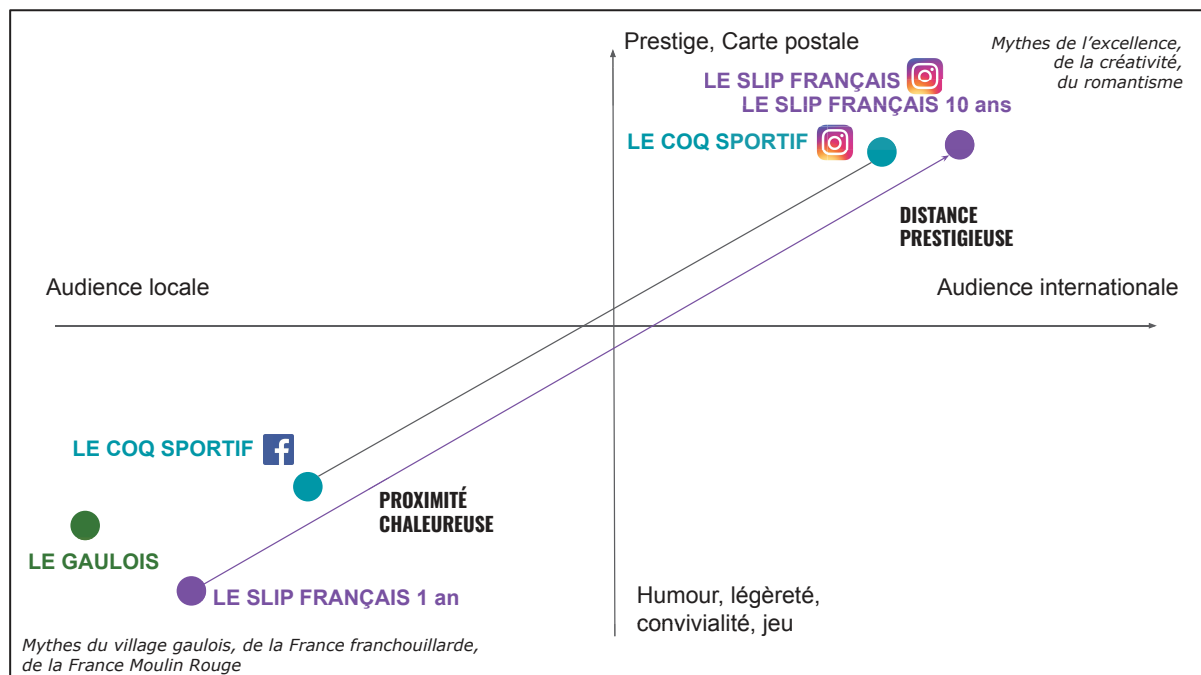 Prestige, Carte postale
Mythes de l'excellence,
de la créativité,
du romantisme
LE SLIP FRANÇAIS
LE SLIP FRANÇAIS 10 ans
LE COQ SPORTIF
DISTANCE
PRESTIGIEUSE
Audience locale
Audience internationale
LE COQ SPORTIF
PROXIMITÉ
CHALEUREUSE
LE GAULOIS
LE SLIP FRANÇAIS 1 an
Humour, légèreté,
convivialité, jeu
Mythes du village gaulois, de la France franchouillarde,
de la France Moulin Rouge